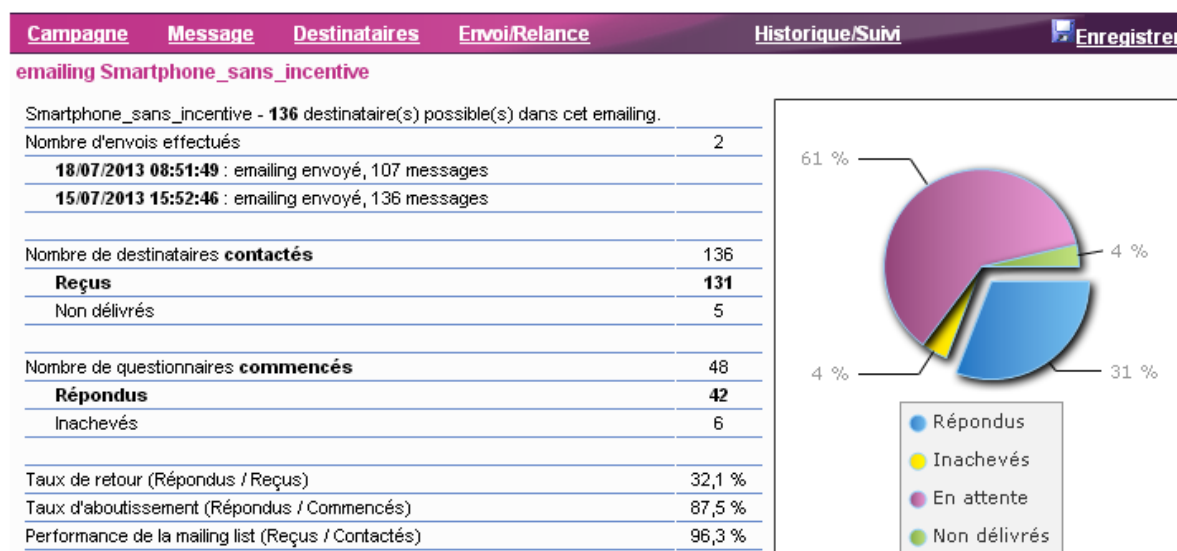 Campagne Message Destinataires Envoi/Relance Historique/Suivi Enregistrer
emailing Smartphone_sans_incentive
Smartphone_sans_incentive - 136 destinataire(s) possible(s) dans cet emailing.
Nombre d'envois effectués 2
18/07/2013 08:51:49 : emailing envoyé, 107 messages
15/07/2013 15:52:46 : emailing envoyé, 136 messages
Nombre de destinataires contactés 136
Reçus 131
Non délivrés 5
Nombre de questionnaires commencés 48
Répondus 42
Inachevés 6
Taux de retour (Répondus / Reçus) 32,1 %
Taux d'aboutissement (Répondus / Commencés) 87,5 %
Performance de la mailing list (Reçus / Contactés) 96,3 %
61 %
4 %
4 %
31 %
Répondus
Inachevés
En attente
Non délivrés